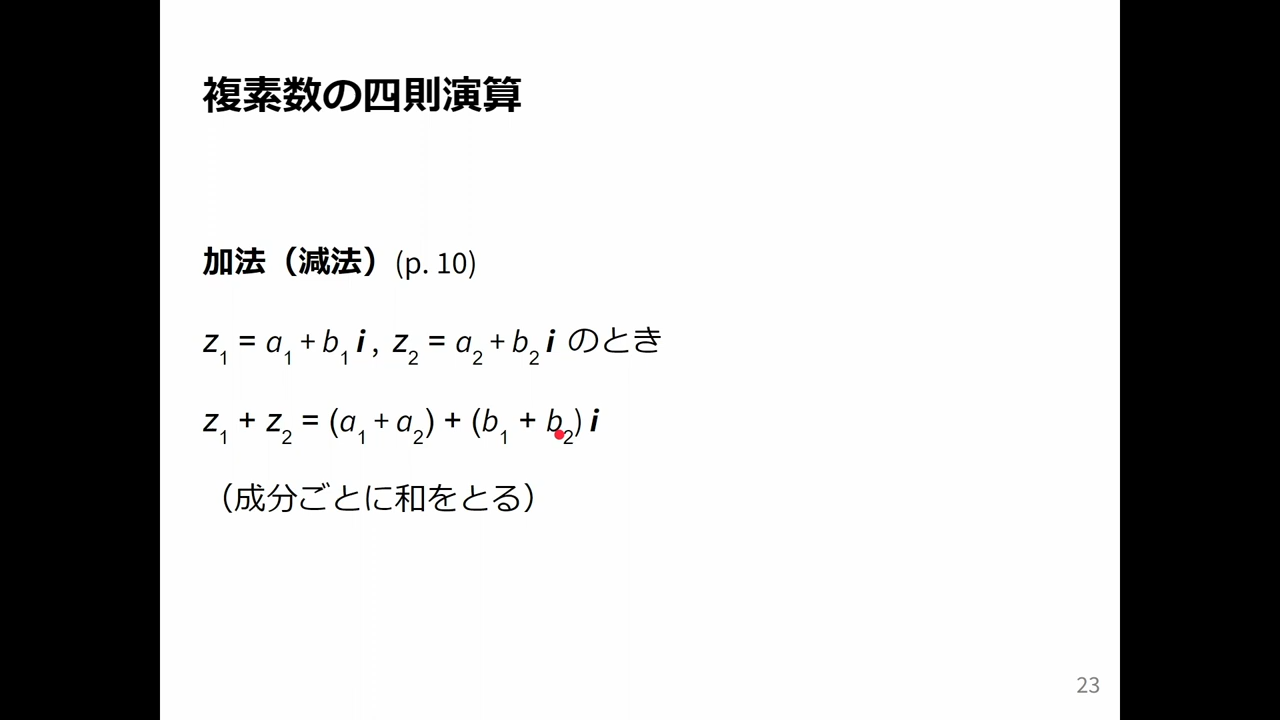 複素数の四則演算
加法（減法）(p. 10)
z₁ = a₁ + b₁ i , z₂ = a₂ + b₂ i のとき
z₁ + z₂ = (a₁ + a₂) + (b₁ + b₂) i
（成分ごとに和をとる）
23